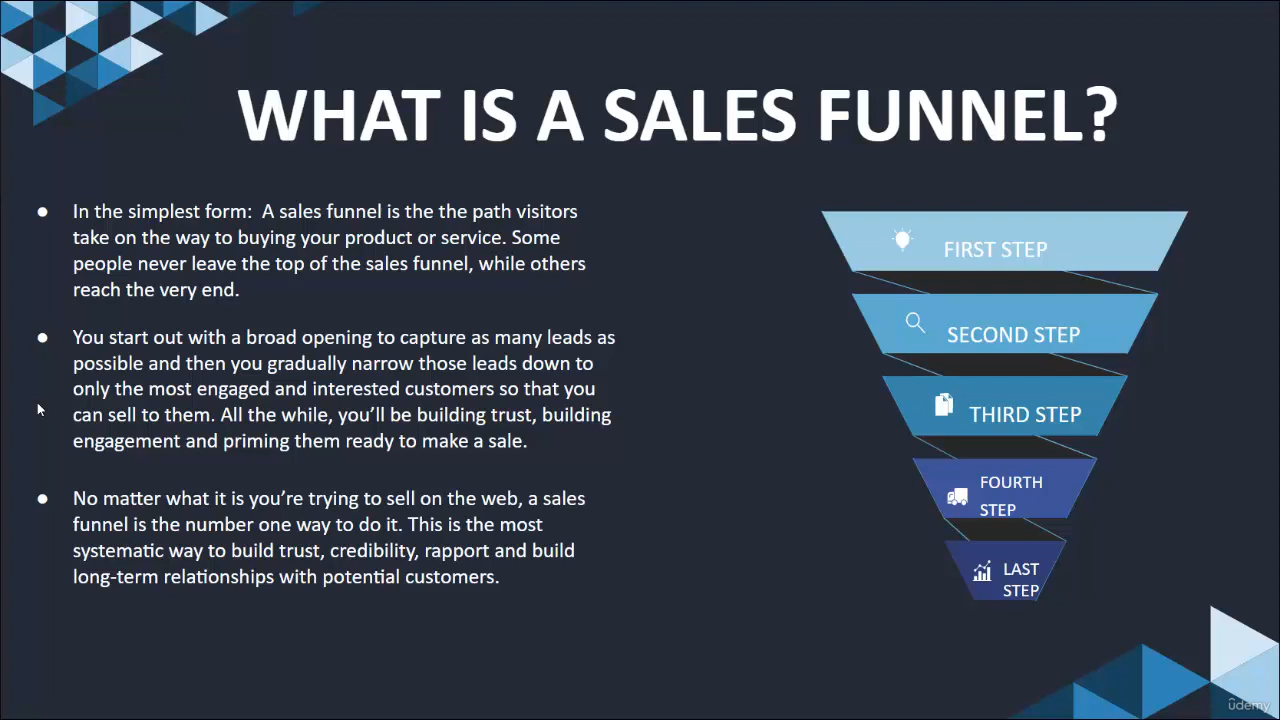 WHAT IS A SALES FUNNEL?
In the simplest form:  A sales funnel is the the path visitors
take on the way to buying your product or service. Some
people never leave the top of the sales funnel, while others
reach the very end.
You start out with a broad opening to capture as many leads as
possible and then you gradually narrow those leads down to
only the most engaged and interested customers so that you
can sell to them. All the while, you’ll be building trust, building
engagement and priming them ready to make a sale.
No matter what it is you’re trying to sell on the web, a sales
funnel is the number one way to do it. This is the most
systematic way to build trust, credibility, rapport and build
long-term relationships with potential customers.
FIRST STEP
SECOND STEP
THIRD STEP
FOURTH
STEP
LAST
STEP
udemy